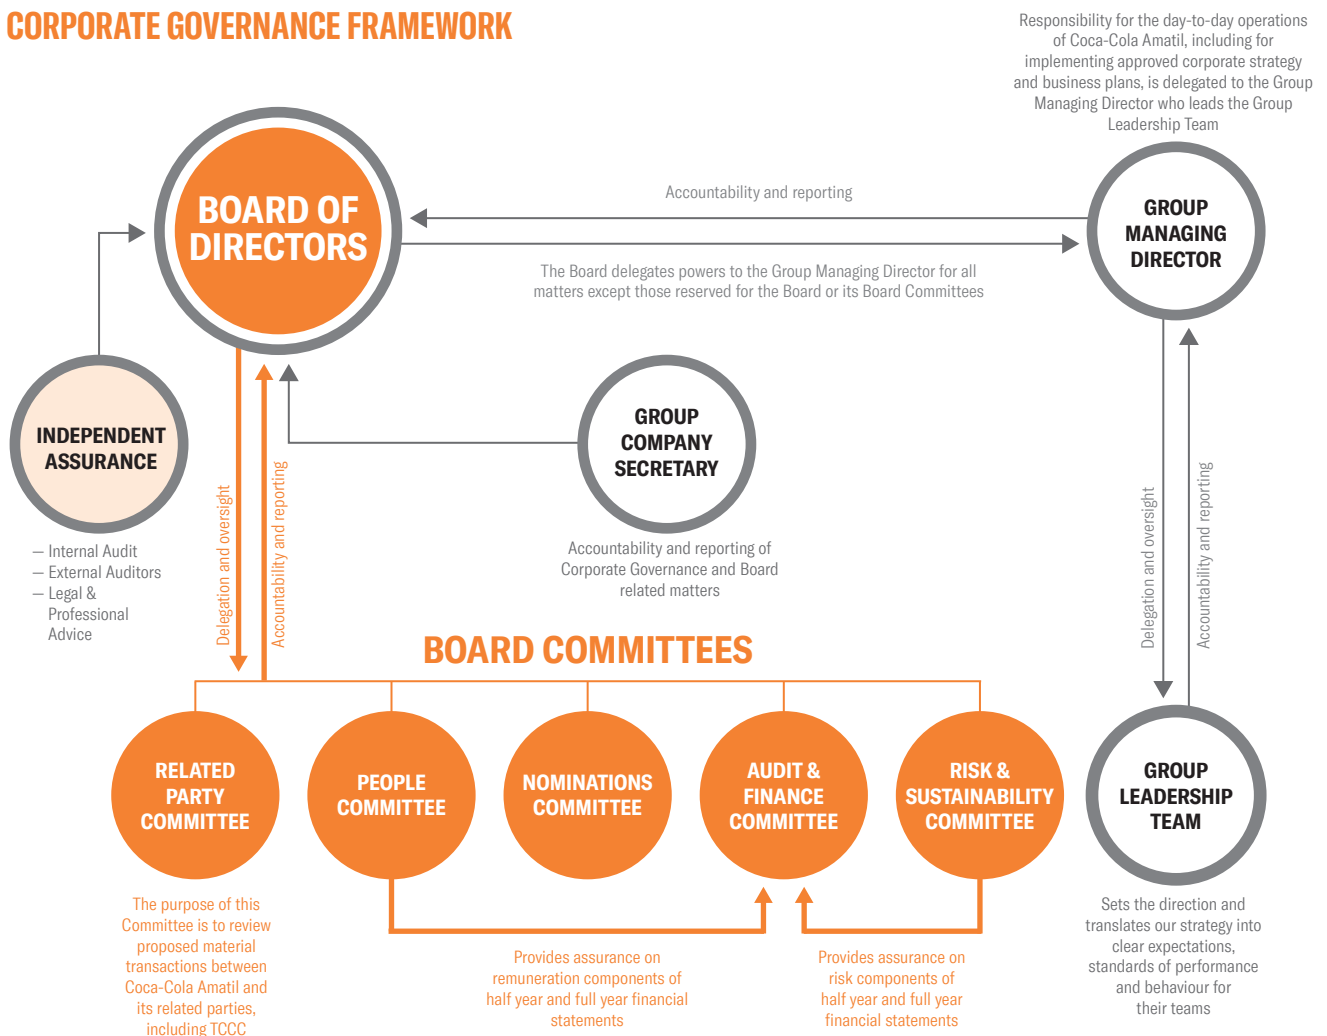 CORPORATE GOVERNANCE FRAMEWORK
Responsibility for the day-to-day operations
of Coca-Cola Amatil, including for
implementing approved corporate strategy
and business plans, is delegated to the Group
Managing Director who leads the Group
Leadership Team
BOARD OF
DIRECTORS
Accountability and reporting
The Board delegates powers to the Group Managing Director for all
matters except those reserved for the Board or its Board Committees
GROUP
MANAGING
DIRECTOR
INDEPENDENT
ASSURANCE
— Internal Audit
— External Auditors
— Legal &
Professional
Advice
Delegation and oversight
Accountability and reporting
GROUP
COMPANY
SECRETARY
Accountability and reporting of
Corporate Governance and Board
related matters
Delegation and oversight
Accountability and reporting
BOARD COMMITTEES
RELATED
PARTY
COMMITTEE
PEOPLE
COMMITTEE
NOMINATIONS
COMMITTEE
AUDIT &
FINANCE
COMMITTEE
RISK &
SUSTAINABILITY
COMMITTEE
GROUP
LEADERSHIP
TEAM
The purpose of this
Committee is to review
proposed material
transactions between
Coca-Cola Amatil and
its related parties,
including TCCC
Provides assurance on
remuneration components of
half year and full year financial
statements
Provides assurance on
risk components of
half year and full year
financial statements
Sets the direction and
translates our strategy into
clear expectations,
standards of performance
and behaviour for
their teams